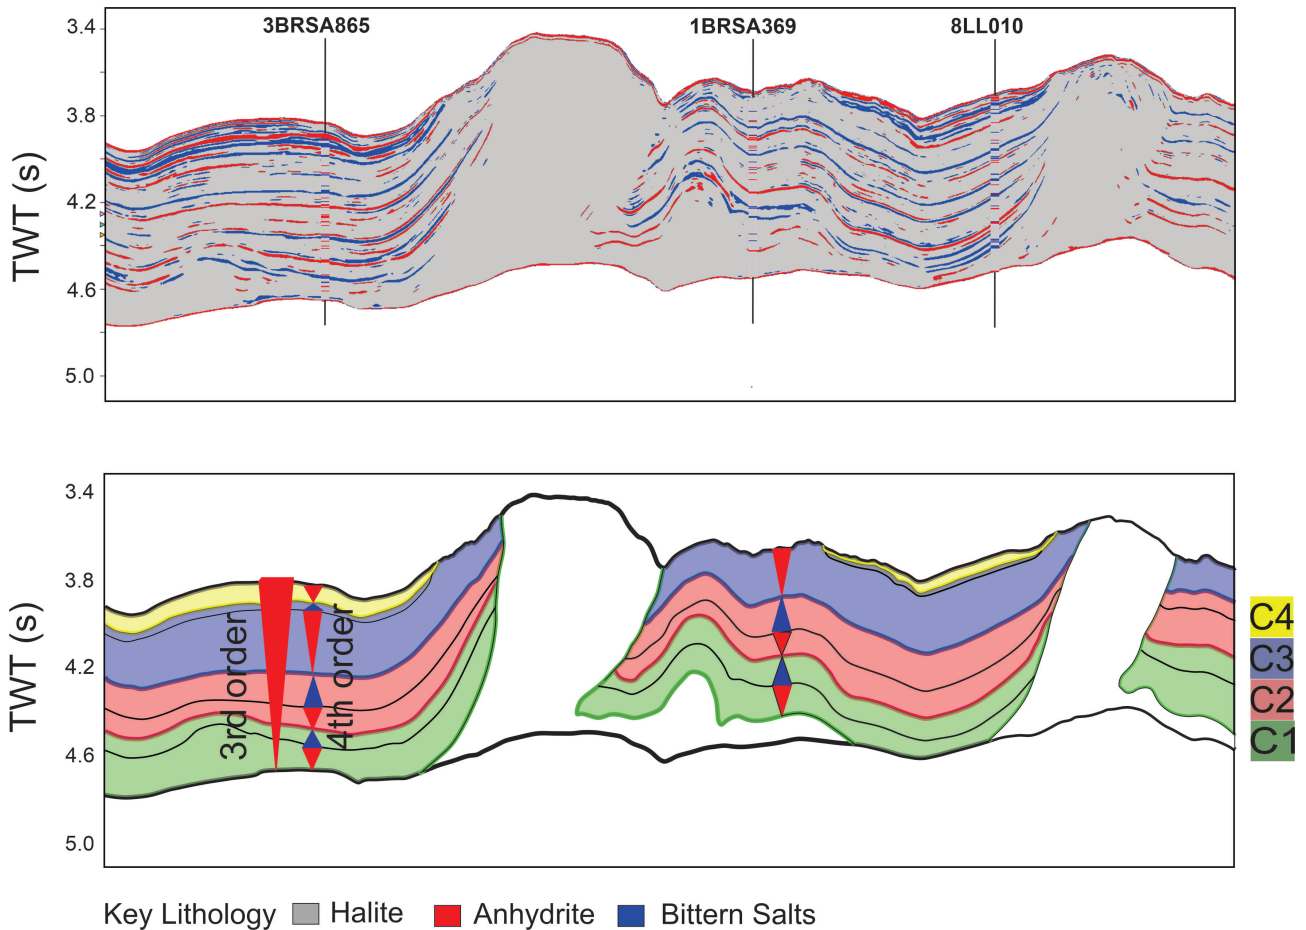 3BRSA865 1BRSA369 8LL010
3.4
3.8
4.2
4.6
5.0
TWT (s)
3.4
3.8
4.2
4.6
5.0
TWT (s)
3rd order
4th order
C4
C3
C2
C1
Key Lithology Halite Anhydrite Bittern Salts